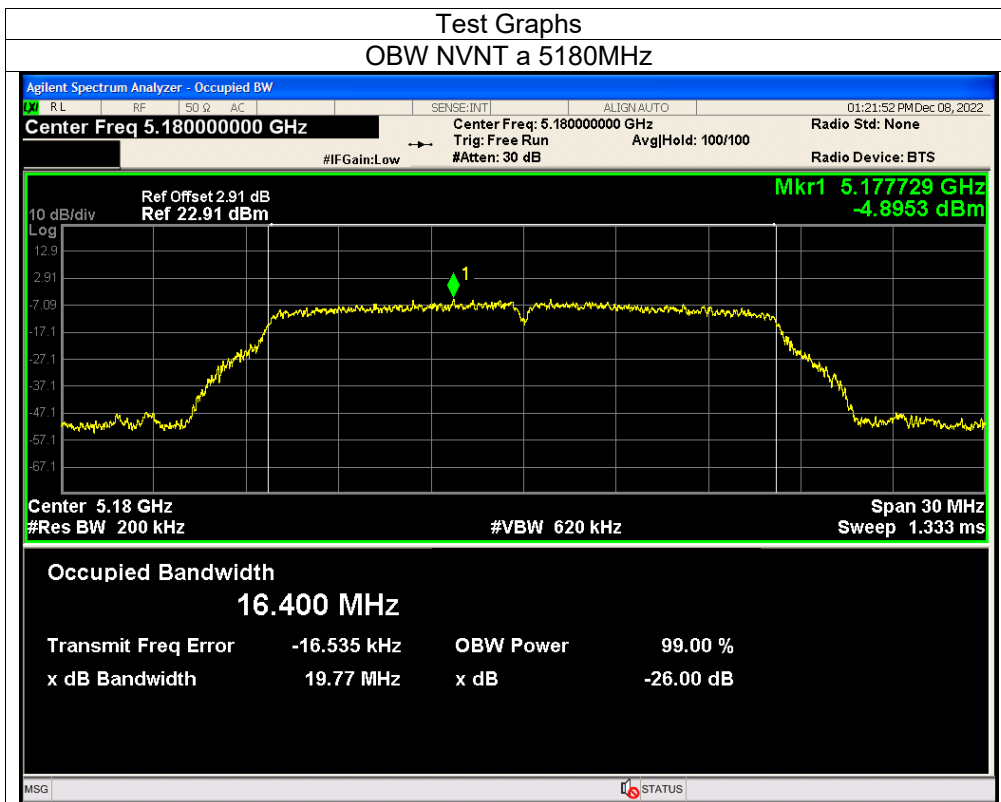 Test Graphs
OBW NVNT a 5180MHz
Agilent Spectrum Analyzer - Occupied BW
LXI RL RF 50 Ω AC SENSE:INT ALIGN AUTO 01:21:52 PM Dec 08, 2022
Center Freq 5.180000000 GHz Center Freq: 5.180000000 GHz Radio Std: None
Trig: Free Run Avg|Hold: 100/100
#IFGain:Low #Atten: 30 dB Radio Device: BTS
Mkr1 5.177729 GHz
-4.8953 dBm
Ref Offset 2.91 dB
10 dB/div Ref 22.91 dBm
Log
12.9
2.91
1
-7.09
-17.1
-27.1
-37.1
-47.1
-57.1
-67.1
Center 5.18 GHz Span 30 MHz
#Res BW 200 kHz #VBW 620 kHz Sweep 1.333 ms
Occupied Bandwidth
16.400 MHz
Transmit Freq Error -16.535 kHz OBW Power 99.00 %
x dB Bandwidth 19.77 MHz x dB -26.00 dB
MSG STATUS